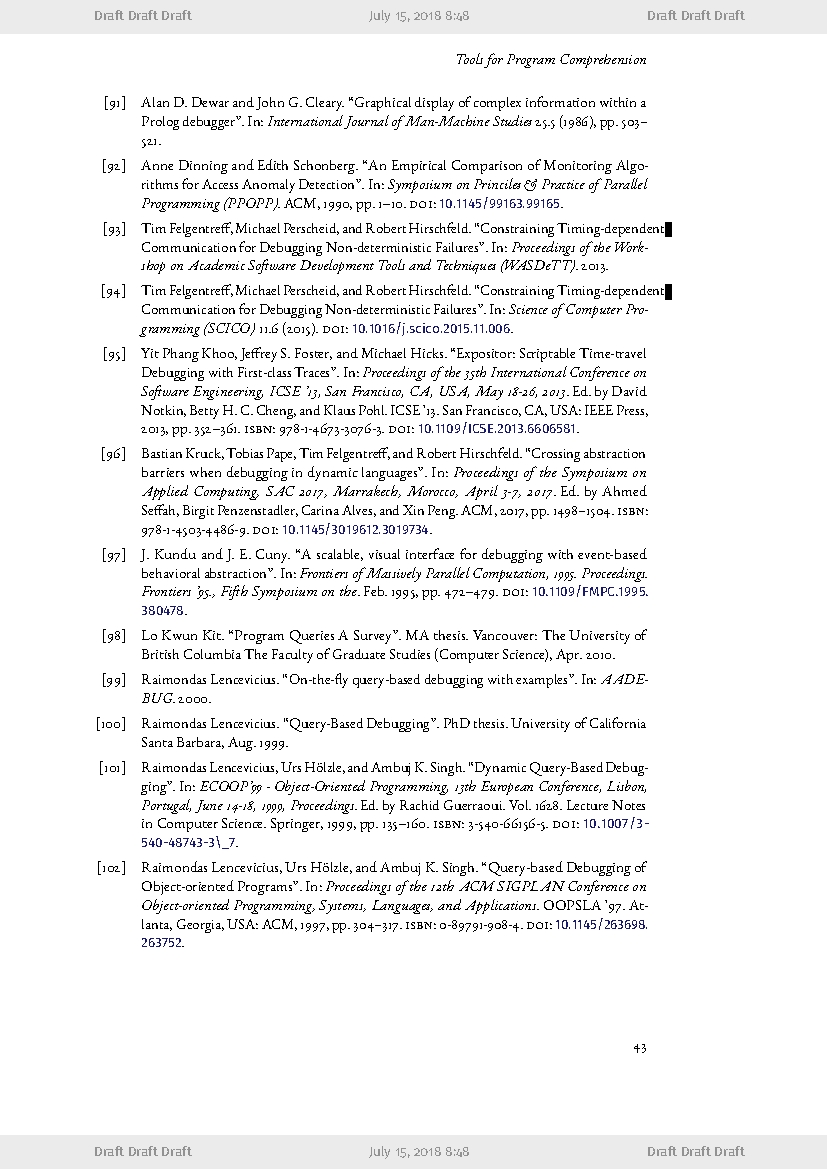 Draft Draft Draft July 15, 2018 8:48 Draft Draft Draft
Tools for Program Comprehension
[91] Alan D. Dewar and John G. Cleary. “Graphical display of complex information within a
Prolog debugger”. In: International Journal of Man-Machine Studies 25.5 (1986), pp. 503–
521.
[92] Anne Dinning and Edith Schonberg. “An Empirical Comparison of Monitoring Algo-
rithms for Access Anomaly Detection”. In: Symposium on Princiles & Practice of Parallel
Programming (PPOPP). ACM, 1990, pp. 1–10. DOI: 10.1145/99163.99165.
[93] Tim Felgentreff, Michael Perscheid, and Robert Hirschfeld. “Constraining Timing-dependent
Communication for Debugging Non-deterministic Failures”. In: Proceedings of the Work-
shop on Academic Software Development Tools and Techniques (WASDeTT). 2013.
[94] Tim Felgentreff, Michael Perscheid, and Robert Hirschfeld. “Constraining Timing-dependent
Communication for Debugging Non-deterministic Failures”. In: Science of Computer Pro-
gramming (SCICO) 11.6 (2015). DOI: 10.1016/j.scico.2015.11.006.
[95] Yit Phang Khoo, Jeffrey S. Foster, and Michael Hicks. “Expositor: Scriptable Time-travel
Debugging with First-class Traces”. In: Proceedings of the 35th International Conference on
Software Engineering, ICSE ’13, San Francisco, CA, USA, May 18-26, 2013. Ed. by David
Notkin, Betty H. C. Cheng, and Klaus Pohl. ICSE ’13. San Francisco, CA, USA: IEEE Press,
2013, pp. 352–361. ISBN: 978-1-4673-3076-3. DOI: 10.1109/ICSE.2013.6606581.
[96] Bastian Kruck, Tobias Pape, Tim Felgentreff, and Robert Hirschfeld. “Crossing abstraction
barriers when debugging in dynamic languages”. In: Proceedings of the Symposium on
Applied Computing, SAC 2017, Marrakech, Morocco, April 3-7, 2017. Ed. by Ahmed
Seffah, Birgit Penzenstadler, Carina Alves, and Xin Peng. ACM, 2017, pp. 1498–1504. ISBN:
978-1-4503-4486-9. DOI: 10.1145/3019612.3019734.
[97] J. Kundu and J. E. Cuny. “A scalable, visual interface for debugging with event-based
behavioral abstraction”. In: Frontiers of Massively Parallel Computation, 1995. Proceedings.
Frontiers ’95., Fifth Symposium on the. Feb. 1995, pp. 472–479. DOI: 10.1109/FMPC.1995.
380478.
[98] Lo Kwun Kit. “Program Queries A Survey”. MA thesis. Vancouver: The University of
British Columbia The Faculty of Graduate Studies (Computer Science), Apr. 2010.
[99] Raimondas Lencevicius. “On-the-fly query-based debugging with examples”. In: AADE-
BUG. 2000.
[100] Raimondas Lencevicius. “Query-Based Debugging”. PhD thesis. University of California
Santa Barbara, Aug. 1999.
[101] Raimondas Lencevicius, Urs Hölzle, and Ambuj K. Singh. “Dynamic Query-Based Debug-
ging”. In: ECOOP’99 - Object-Oriented Programming, 13th European Conference, Lisbon,
Portugal, June 14-18, 1999, Proceedings. Ed. by Rachid Guerraoui. Vol. 1628. Lecture Notes
in Computer Science. Springer, 1999, pp. 135–160. ISBN: 3-540-66156-5. DOI: 10.1007/3-
540-48743-3\_7.
[102] Raimondas Lencevicius, Urs Hölzle, and Ambuj K. Singh. “Query-based Debugging of
Object-oriented Programs”. In: Proceedings of the 12th ACM SIGPLAN Conference on
Object-oriented Programming, Systems, Languages, and Applications. OOPSLA ’97. At-
lanta, Georgia, USA: ACM, 1997, pp. 304–317. ISBN: 0-89791-908-4. DOI: 10.1145/263698.
263752.
43
Draft Draft Draft July 15, 2018 8:48 Draft Draft Draft